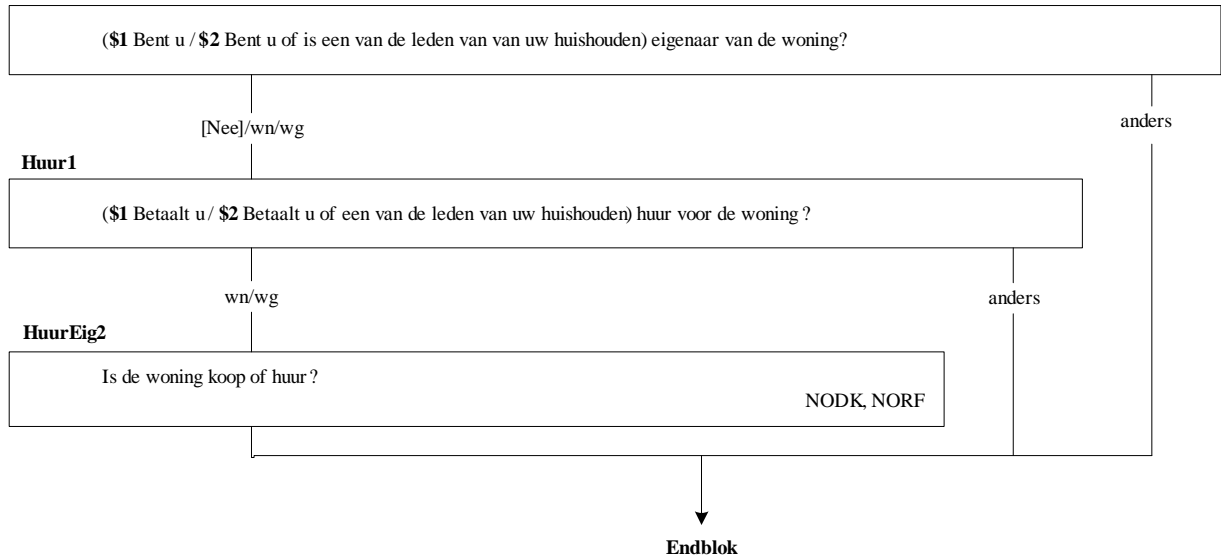 ($1 Bent u / $2 Bent u of is een van de leden van van uw huishouden) eigenaar van de woning?
[Nee]/wn/wg
anders
Huur1
($1 Betaalt u / $2 Betaalt u of een van de leden van uw huishouden) huur voor de woning ?
wn/wg
anders
HuurEig2
Is de woning koop of huur ?
NODK, NORF
Endblok